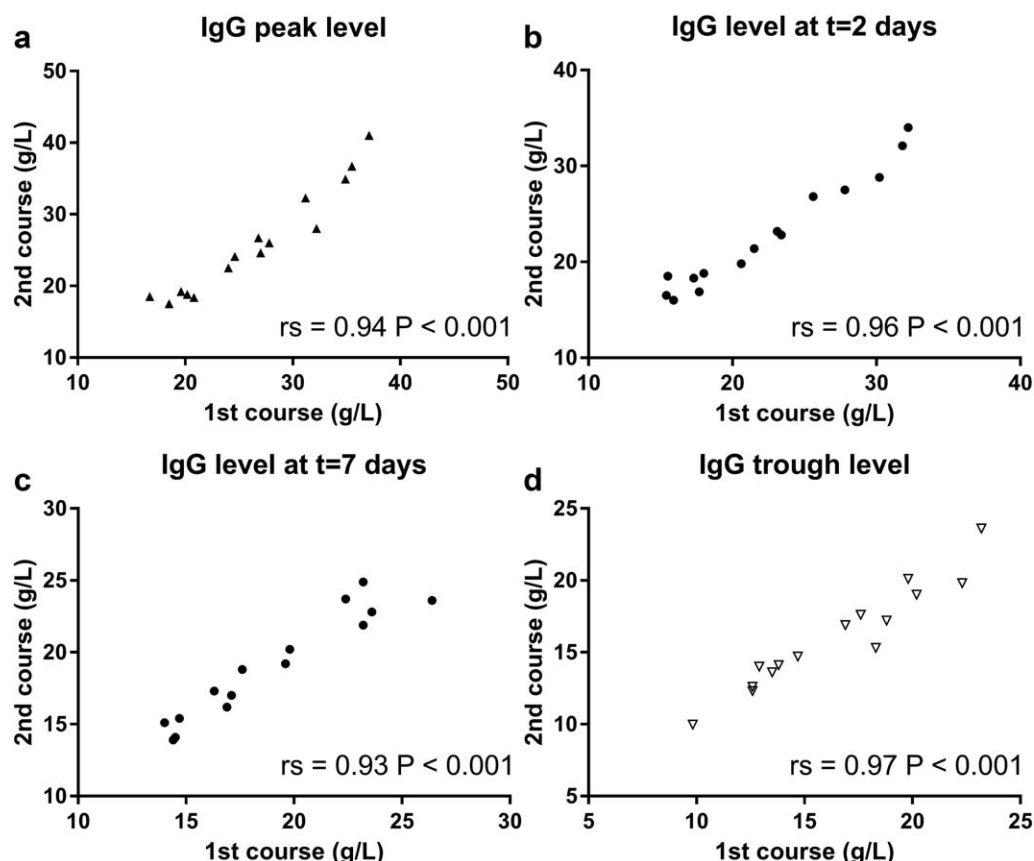 a
IgG peak level
50
40
30
20
10
2nd course (g/L)
rs = 0.94 P < 0.001
10 20 30 40 50
1st course (g/L)
b
IgG level at t=2 days
40
30
20
10
2nd course (g/L)
rs = 0.96 P < 0.001
10 20 30 40
1st course (g/L)
c
IgG level at t=7 days
30
25
20
15
10
2nd course (g/L)
rs = 0.93 P < 0.001
10 15 20 25 30
1st course (g/L)
d
IgG trough level
25
20
15
10
5
2nd course (g/L)
rs = 0.97 P < 0.001
5 10 15 20 25
1st course (g/L)